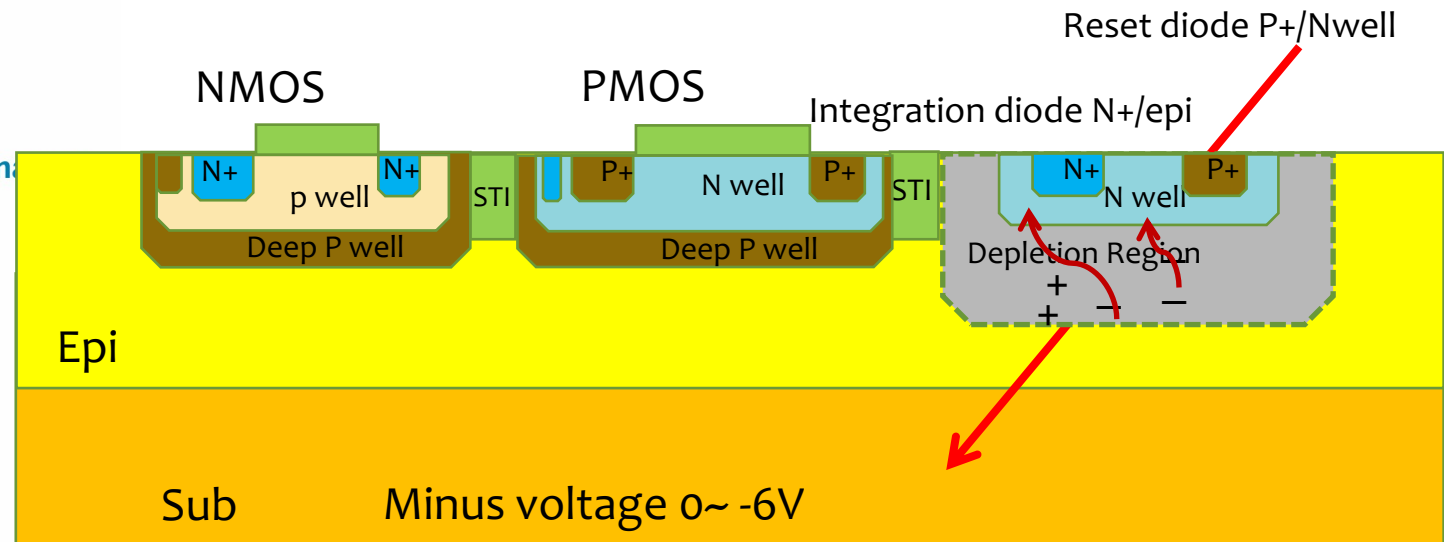 Reset diode P+/Nwell
NMOS
PMOS
Integration diode N+/epi
N+
p well
N+
Deep P well
STI
P+
N well
P+
Deep P well
STI
N+
P+
N well
Depletion Region
+
+
—
—
—
Epi
Sub
Minus voltage 0~ -6V